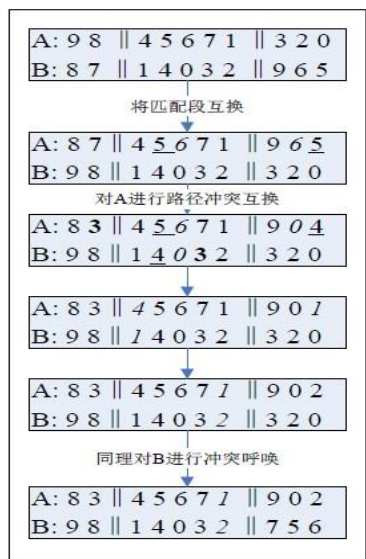 A: 9 8 || 4 5 6 7 1 || 3 2 0
B: 8 7 || 1 4 0 3 2 || 9 6 5
将匹配段互换
A: 8 7 || 4 5 6 7 1 || 9 6 5
B: 9 8 || 1 4 0 3 2 || 3 2 0
对A进行路径冲突互换
A: 8 3 || 4 5 6 7 1 || 9 0 4
B: 9 8 || 1 4 0 3 2 || 3 2 0
A: 8 3 || 4 5 6 7 1 || 9 0 1
B: 9 8 || 1 4 0 3 2 || 3 2 0
A: 8 3 || 4 5 6 7 1 || 9 0 2
B: 9 8 || 1 4 0 3 2 || 3 2 0
同理对B进行冲突呼唤
A: 8 3 || 4 5 6 7 1 || 9 0 2
B: 9 8 || 1 4 0 3 2 || 7 5 6